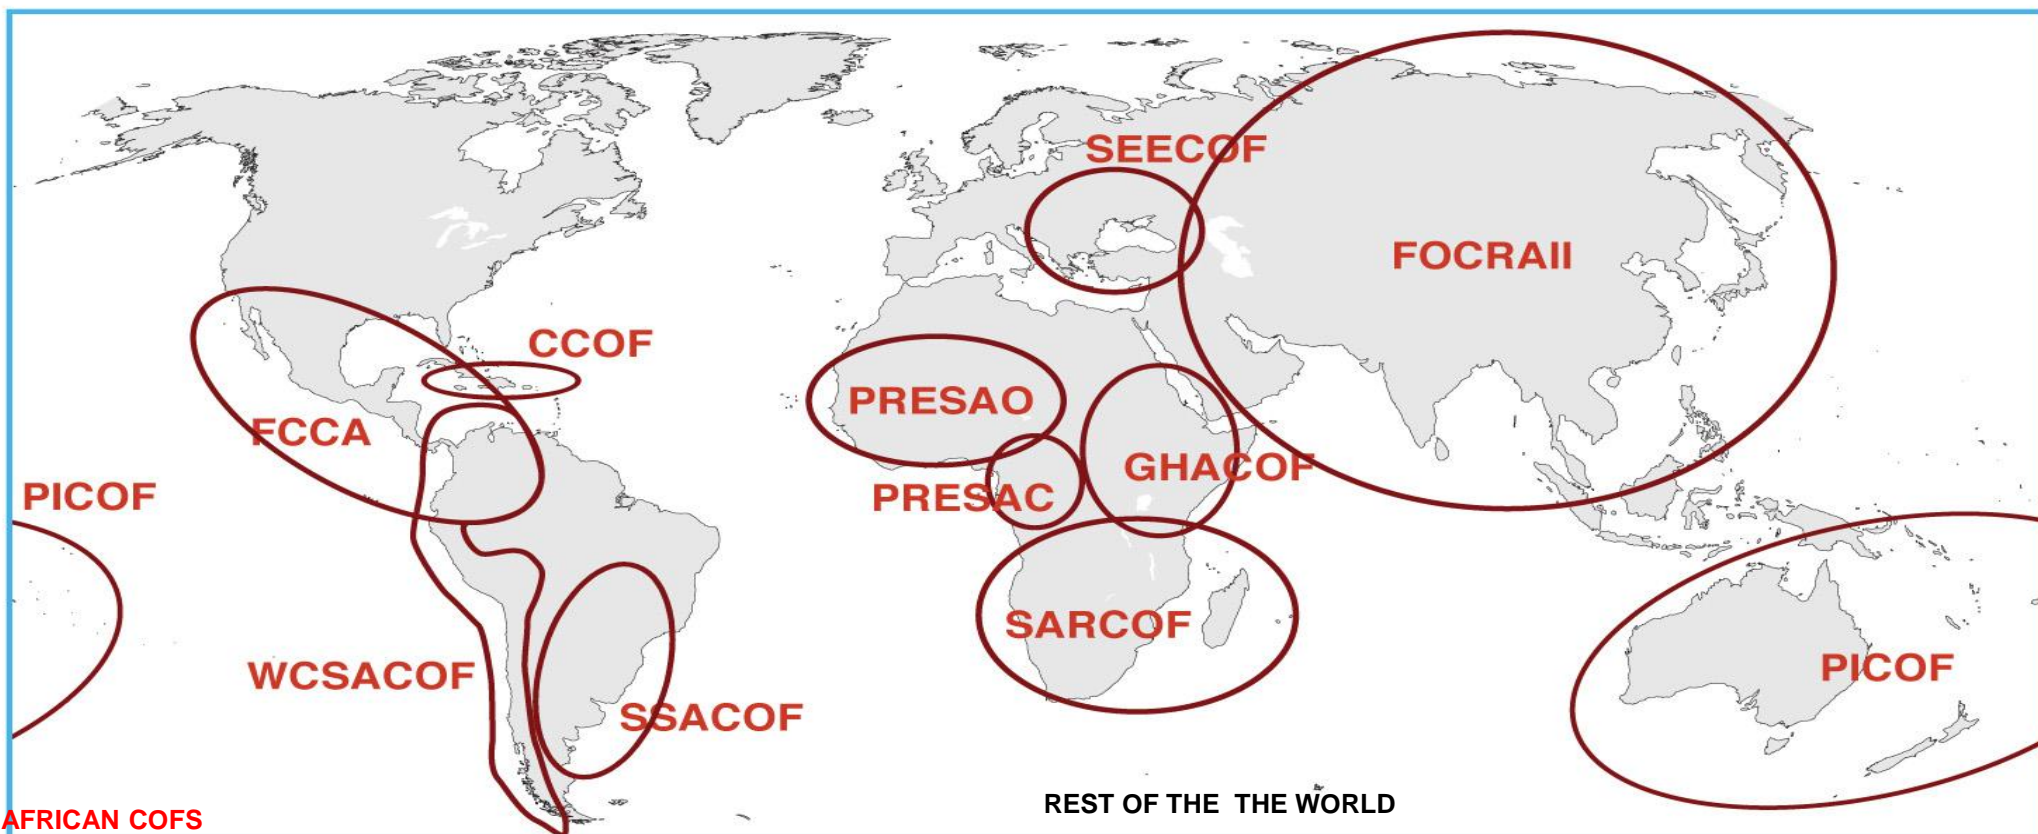 SEECOF
FOCRAII
CCOF
PRESAO
FCCA
GHACOF
PICOF
PRESAC
SARCOF
WCSACOF
PICOF
SSACOF
REST OF THE THE WORLD
AFRICAN COFS